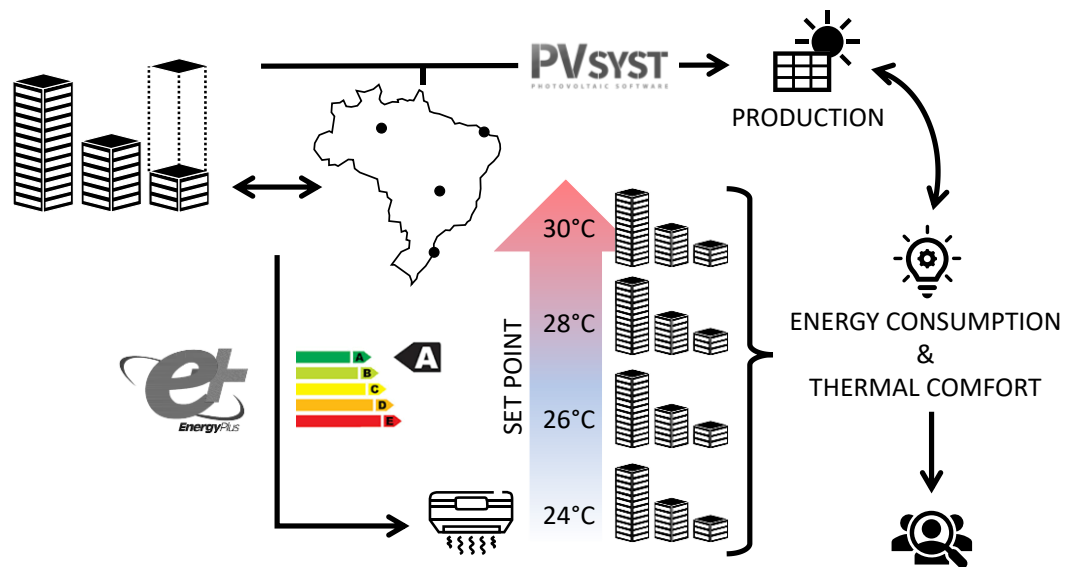 PVSYST
PHOTOVOLTAIC SOFTWARE
PRODUCTION
30°C
28°C
26°C
24°C
SET POINT
ENERGY CONSUMPTION
&
THERMAL COMFORT
e+
EnergyPlus
A
A
B
C
D
E